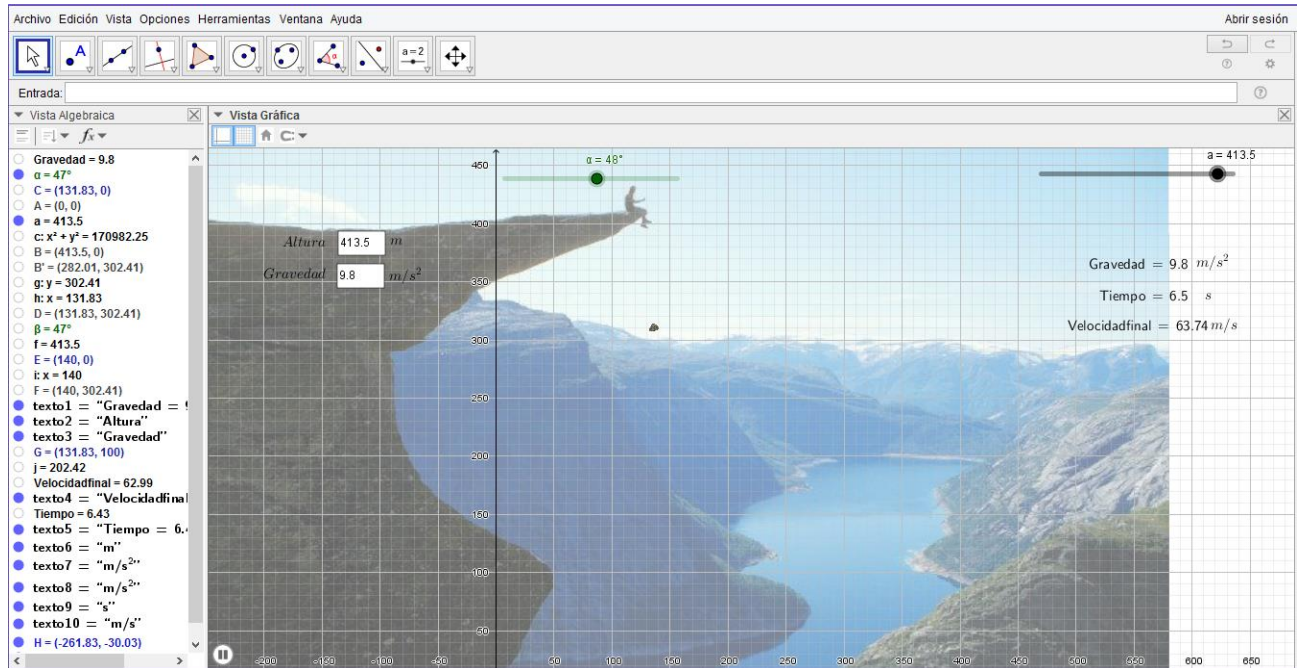 Archivo Edición Vista Opciones Herramientas Ventana Ayuda
Abrir sesión
A
α
a=2
Entrada:
Vista Algebraica
Vista Gráfica
fx
C:
Gravedad = 9.8
α = 47°
C = (131.83, 0)
A = (0, 0)
a = 413.5
c: x² + y² = 170982.25
B = (413.5, 0)
B' = (282.01, 302.41)
g: y = 302.41
h: x = 131.83
D = (131.83, 302.41)
β = 47°
f = 413.5
E = (140, 0)
i: x = 140
F = (140, 302.41)
texto1 = "Gravedad = 9
texto2 = "Altura"
texto3 = "Gravedad"
G = (131.83, 100)
j = 202.42
Velocidadfinal = 62.99
texto4 = "Velocidadfinal
Tiempo = 6.43
texto5 = "Tiempo = 6.4
texto6 = "m"
texto7 = "m/s²"
texto8 = "m/s²"
texto9 = "s"
texto10 = "m/s"
H = (-261.83, -30.03)
α = 48°
a = 413.5
Altura 413.5 m
Gravedad 9.8 m/s²
Gravedad = 9.8 m/s²
Tiempo = 6.5 s
Velocidadfinal = 63.74 m/s
450
400
350
300
250
200
150
100
50
-200 -150 -100 -50 50 100 150 200 250 300 350 400 450 500 550 600 650